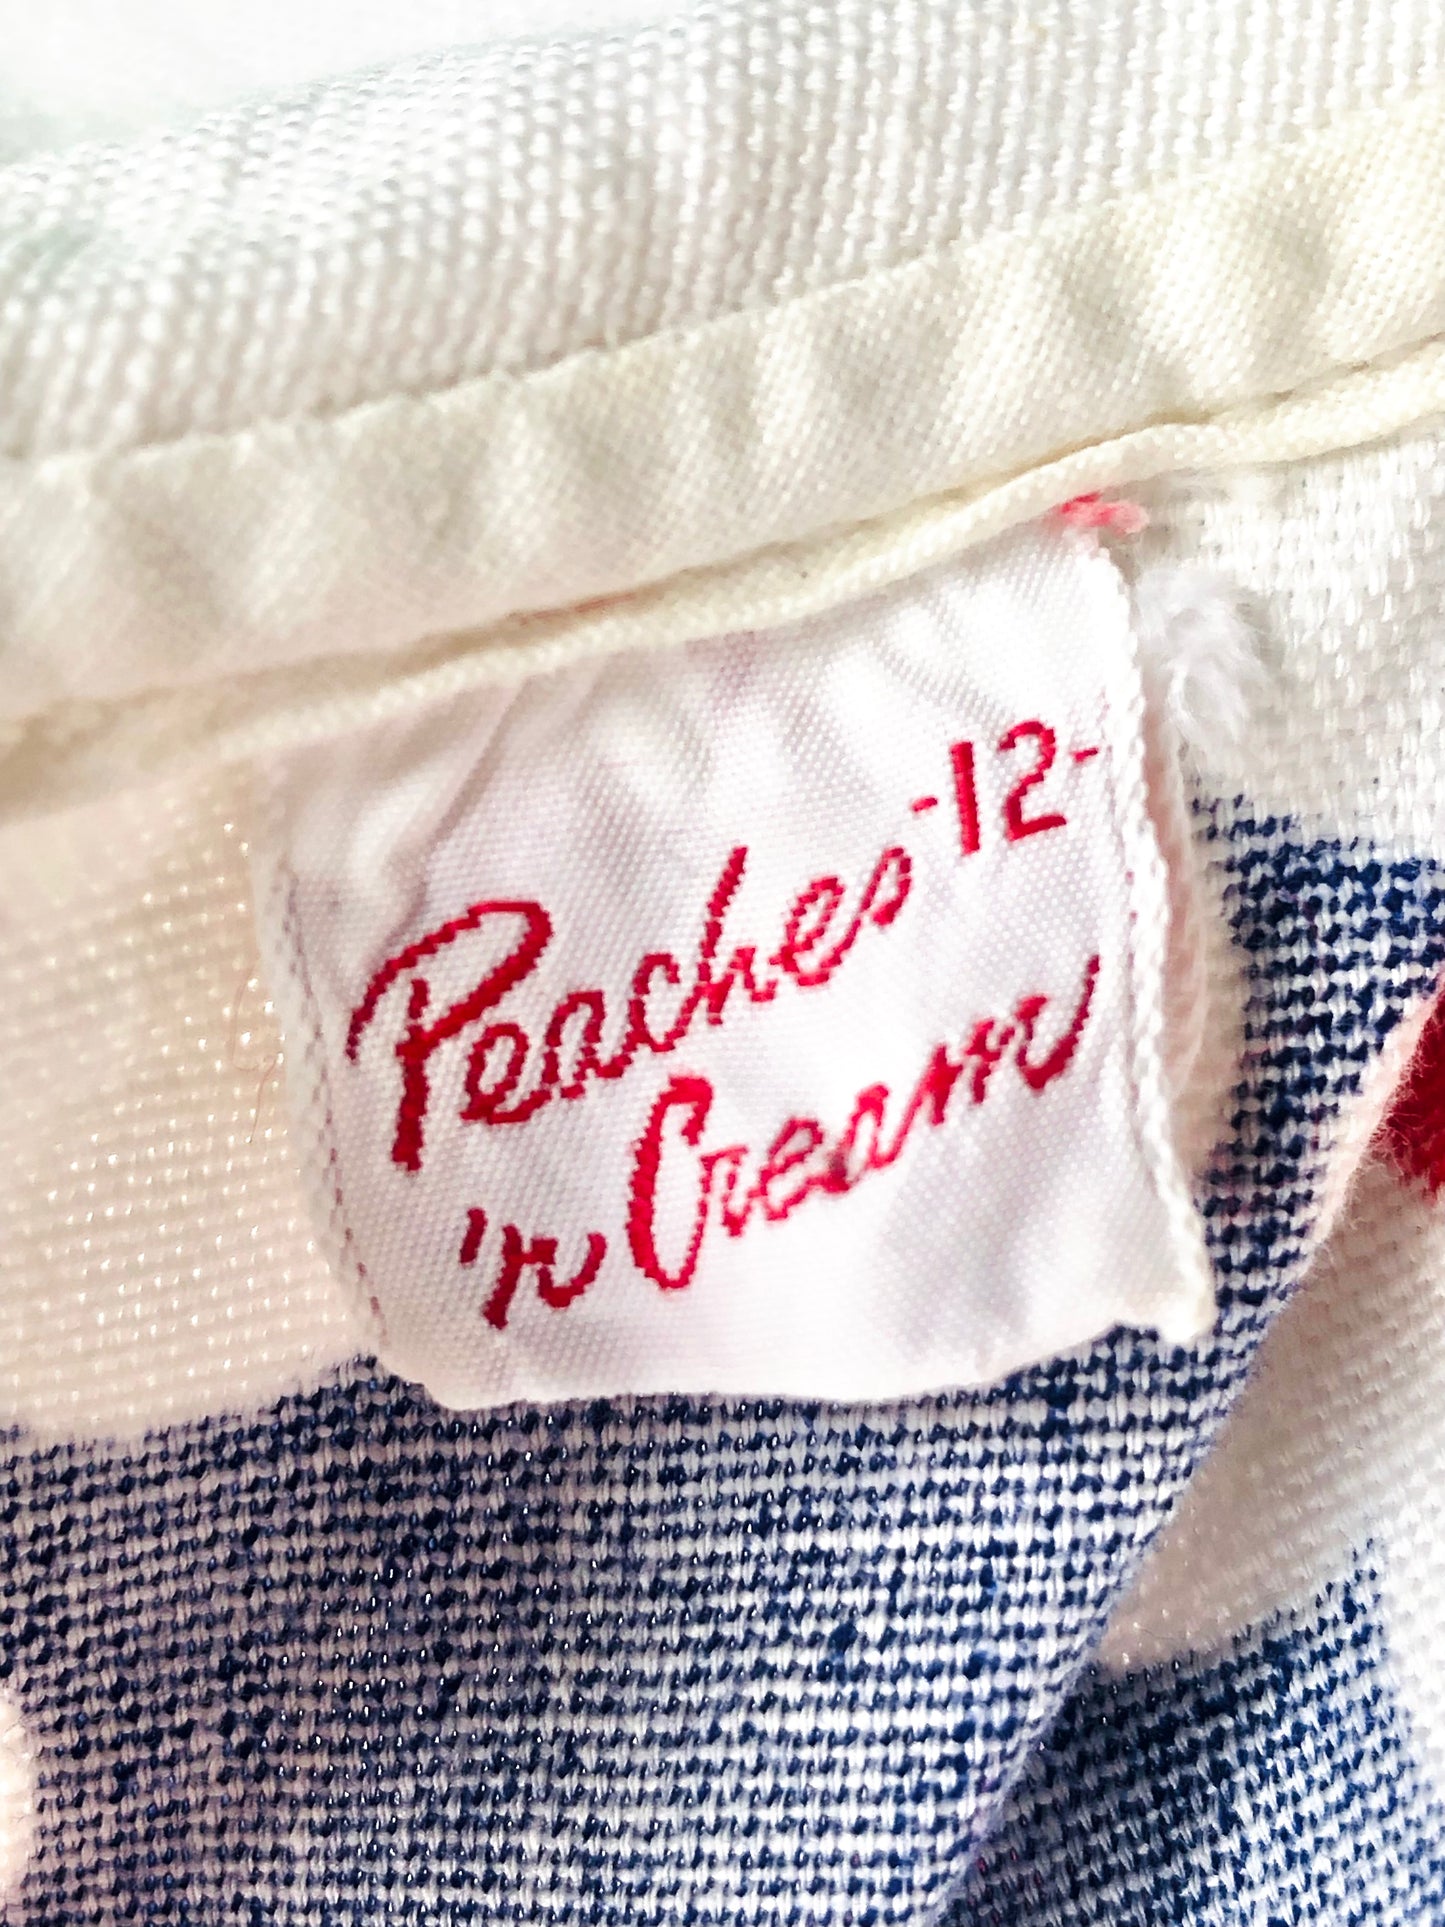 Peaches -12-
'n Cream